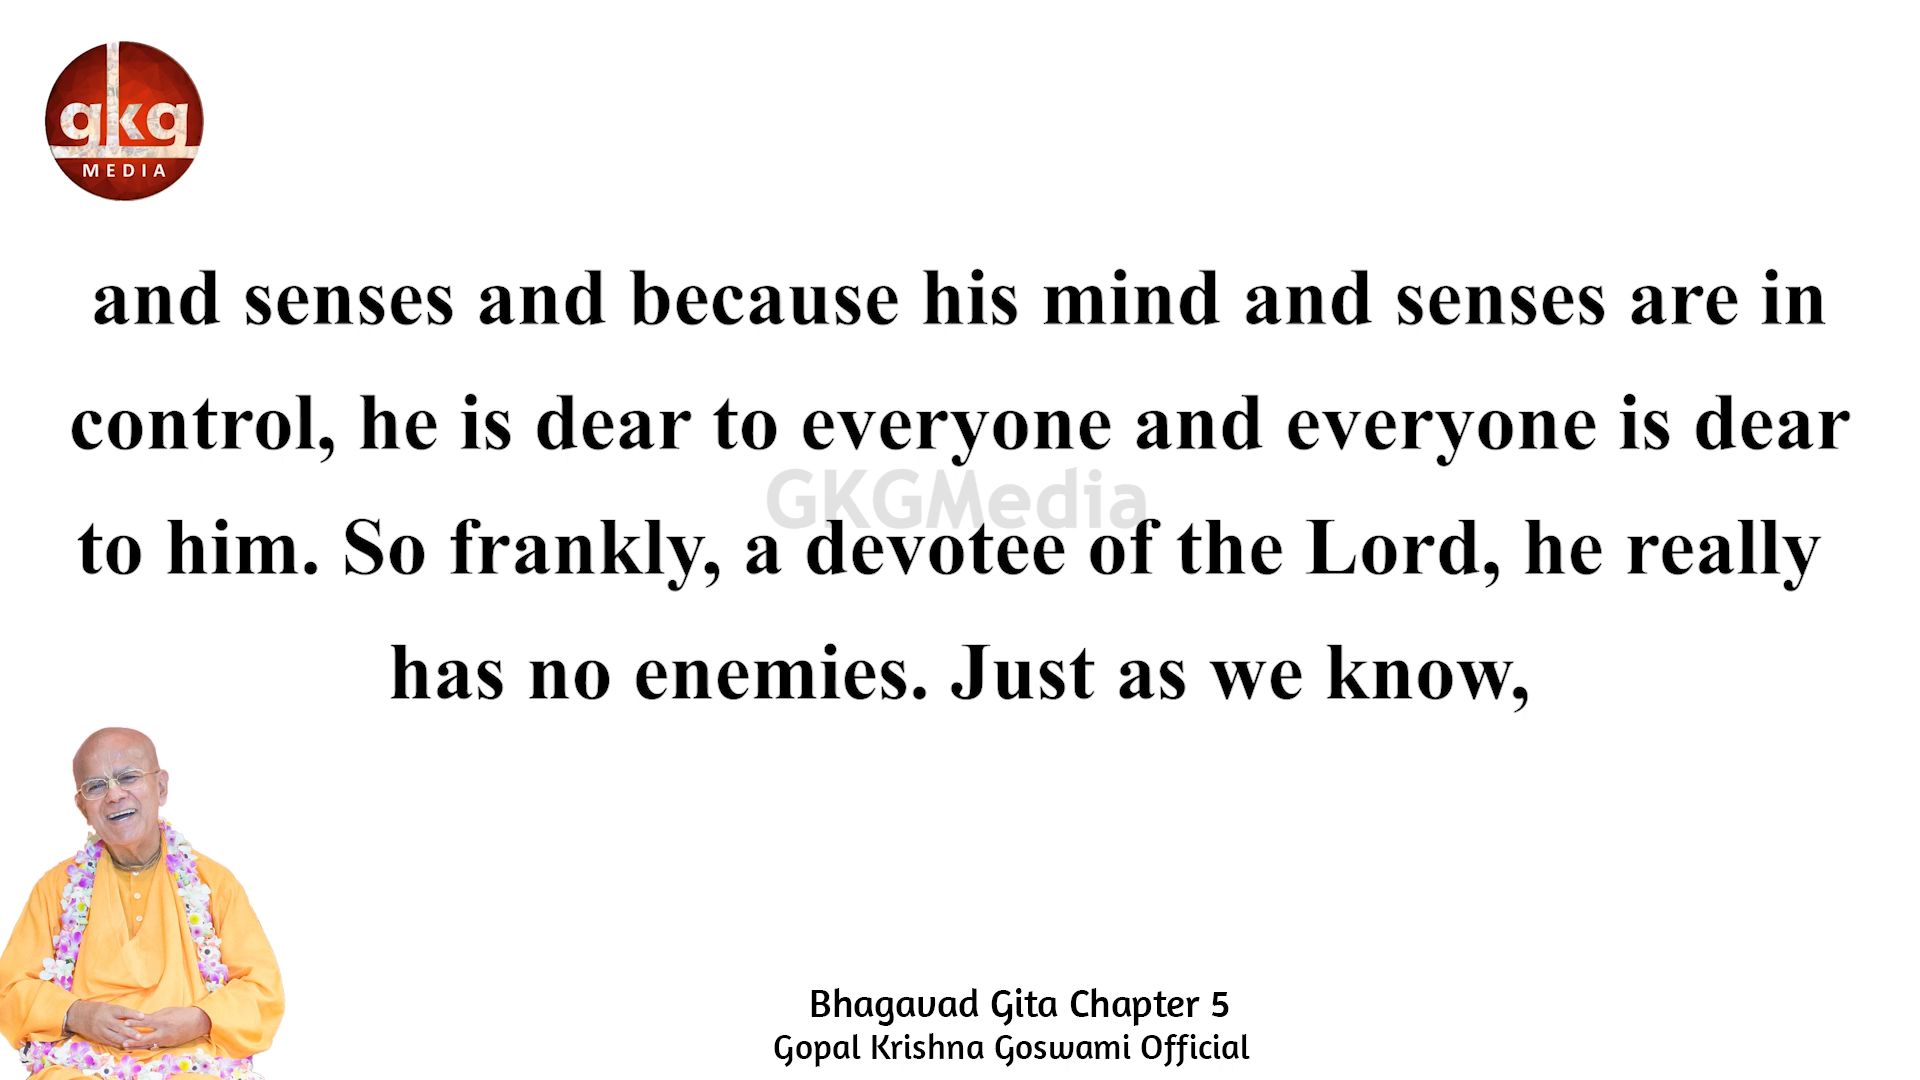 gkg
MEDIA
and senses and because his mind and senses are in
control, he is dear to everyone and everyone is dear
GKGMedia
to him. So frankly, a devotee of the Lord, he really
has no enemies. Just as we know,
Bhagavad Gita Chapter 5
Gopal Krishna Goswami Official